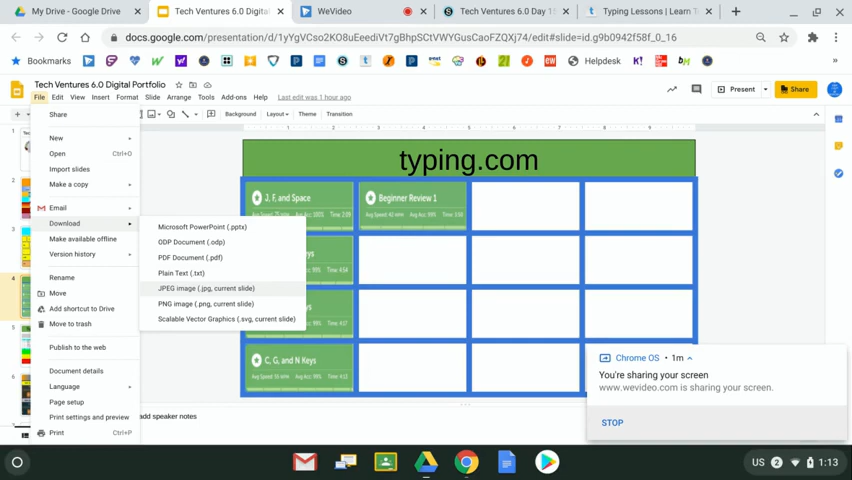 My Drive - Google Drive
Tech Ventures 6.0 Digital
WeVideo
Tech Ventures 6.0 Day 1
Typing Lessons | Learn T
docs.google.com/presentation/d/1yYgVCso2KO8uEeediVt7gBhpSCtVWYGusCaoFZQXj74/edit#slide=id.g9b0942f58f_0_16
Bookmarks
Helpdesk
Tech Ventures 6.0 Digital Portfolio
File Edit View Insert Format Slide Arrange Tools Add-ons Help Last edit was 1 hour ago
Present
Share
Background Layout Theme Transition
Share
New
Open Ctrl+O
Import slides
Make a copy
Email
Download
Make available offline
Version history
Rename
Move
Add shortcut to Drive
Move to trash
Publish to the web
Document details
Language
Page setup
Print settings and preview
Print Ctrl+P
Microsoft PowerPoint (.pptx)
ODP Document (.odp)
PDF Document (.pdf)
Plain Text (.txt)
JPEG image (.jpg, current slide)
PNG image (.png, current slide)
Scalable Vector Graphics (.svg, current slide)
typing.com
J, F, and Space
Beginner Review 1
C, G, and N Keys
add speaker notes
Chrome OS • 1m
You're sharing your screen
www.wevideo.com is sharing your screen.
STOP
US 2 1:13